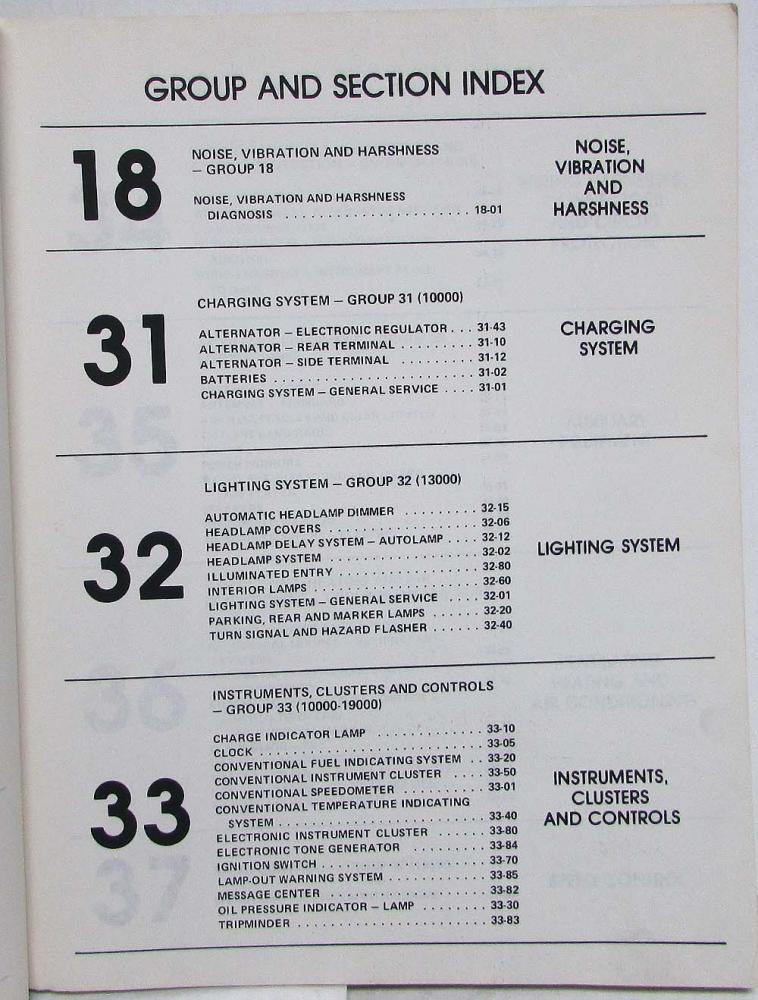 GROUP AND SECTION INDEX
18
NOISE, VIBRATION AND HARSHNESS
— GROUP 18
NOISE, VIBRATION AND HARSHNESS
DIAGNOSIS . . . . . . . . . . . . . . . . . . . . . . 18-01
NOISE,
VIBRATION
AND
HARSHNESS
31
CHARGING SYSTEM — GROUP 31 (10000)
ALTERNATOR — ELECTRONIC REGULATOR . . . 31-43
ALTERNATOR — REAR TERMINAL . . . . . . . . . 31-10
ALTERNATOR — SIDE TERMINAL . . . . . . . . . 31-12
BATTERIES . . . . . . . . . . . . . . . . . . . . . . . . 31-02
CHARGING SYSTEM — GENERAL SERVICE . . . . 31-01
CHARGING
SYSTEM
32
LIGHTING SYSTEM — GROUP 32 (13000)
AUTOMATIC HEADLAMP DIMMER . . . . . . . . . 32-15
HEADLAMP COVERS . . . . . . . . . . . . . . . . . . 32-06
HEADLAMP DELAY SYSTEM — AUTOLAMP . . . . 32-12
HEADLAMP SYSTEM . . . . . . . . . . . . . . . . . . 32-02
ILLUMINATED ENTRY . . . . . . . . . . . . . . . . . 32-80
INTERIOR LAMPS . . . . . . . . . . . . . . . . . . . . 32-60
LIGHTING SYSTEM — GENERAL SERVICE . . . . 32-01
PARKING, REAR AND MARKER LAMPS . . . . . . 32-20
TURN SIGNAL AND HAZARD FLASHER . . . . . . 32-40
LIGHTING SYSTEM
33
INSTRUMENTS, CLUSTERS AND CONTROLS
— GROUP 33 (10000-19000)
CHARGE INDICATOR LAMP . . . . . . . . . . . . 33-10
CLOCK . . . . . . . . . . . . . . . . . . . . . . . . . . 33-05
CONVENTIONAL FUEL INDICATING SYSTEM . . 33-20
CONVENTIONAL INSTRUMENT CLUSTER . . . . 33-50
CONVENTIONAL SPEEDOMETER . . . . . . . . . . 33-01
CONVENTIONAL TEMPERATURE INDICATING
SYSTEM . . . . . . . . . . . . . . . . . . . . . . . . 33-40
ELECTRONIC INSTRUMENT CLUSTER . . . . . . 33-80
ELECTRONIC TONE GENERATOR . . . . . . . . . 33-84
IGNITION SWITCH . . . . . . . . . . . . . . . . . . . 33-70
LAMP-OUT WARNING SYSTEM . . . . . . . . . . . 33-85
MESSAGE CENTER . . . . . . . . . . . . . . . . . . 33-82
OIL PRESSURE INDICATOR — LAMP . . . . . . . . 33-30
TRIPMINDER . . . . . . . . . . . . . . . . . . . . . . 33-83
INSTRUMENTS,
CLUSTERS
AND CONTROLS